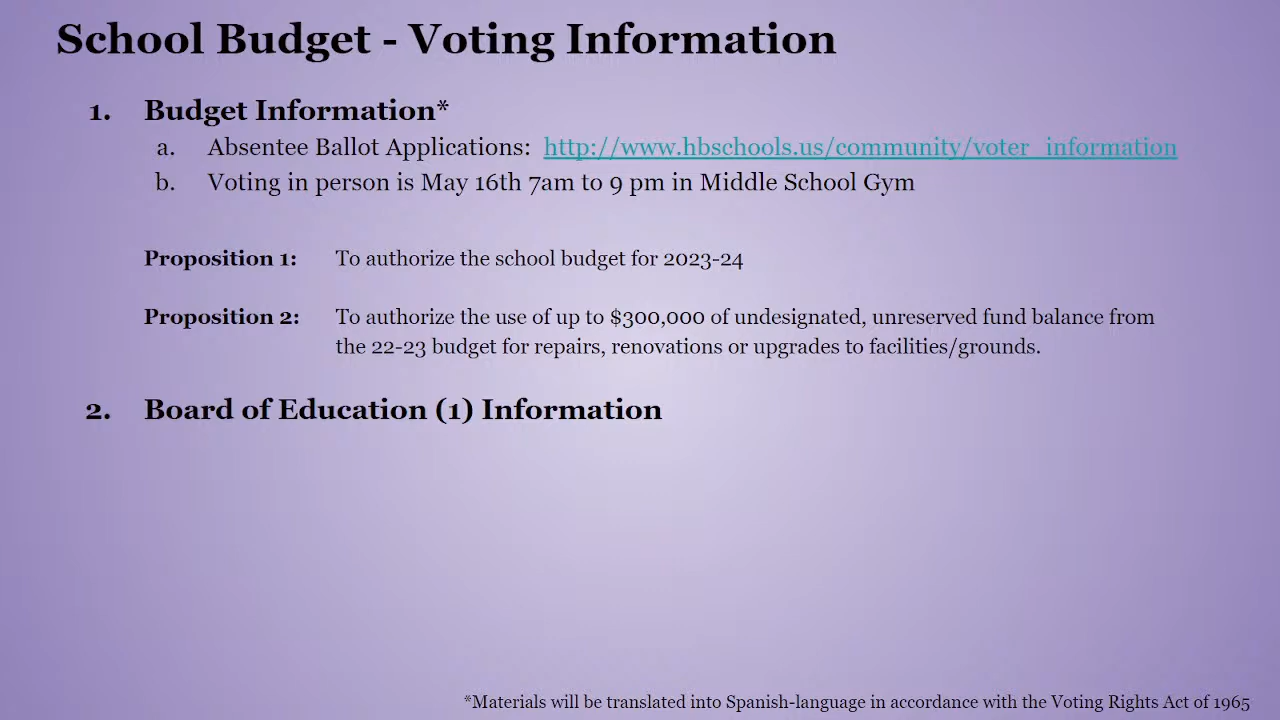 School Budget - Voting Information
1. Budget Information*
a. Absentee Ballot Applications: http://www.hbschools.us/community/voter_information
b. Voting in person is May 16th 7am to 9 pm in Middle School Gym
Proposition 1: To authorize the school budget for 2023-24
Proposition 2: To authorize the use of up to $300,000 of undesignated, unreserved fund balance from
the 22-23 budget for repairs, renovations or upgrades to facilities/grounds.
2. Board of Education (1) Information
*Materials will be translated into Spanish-language in accordance with the Voting Rights Act of 1965